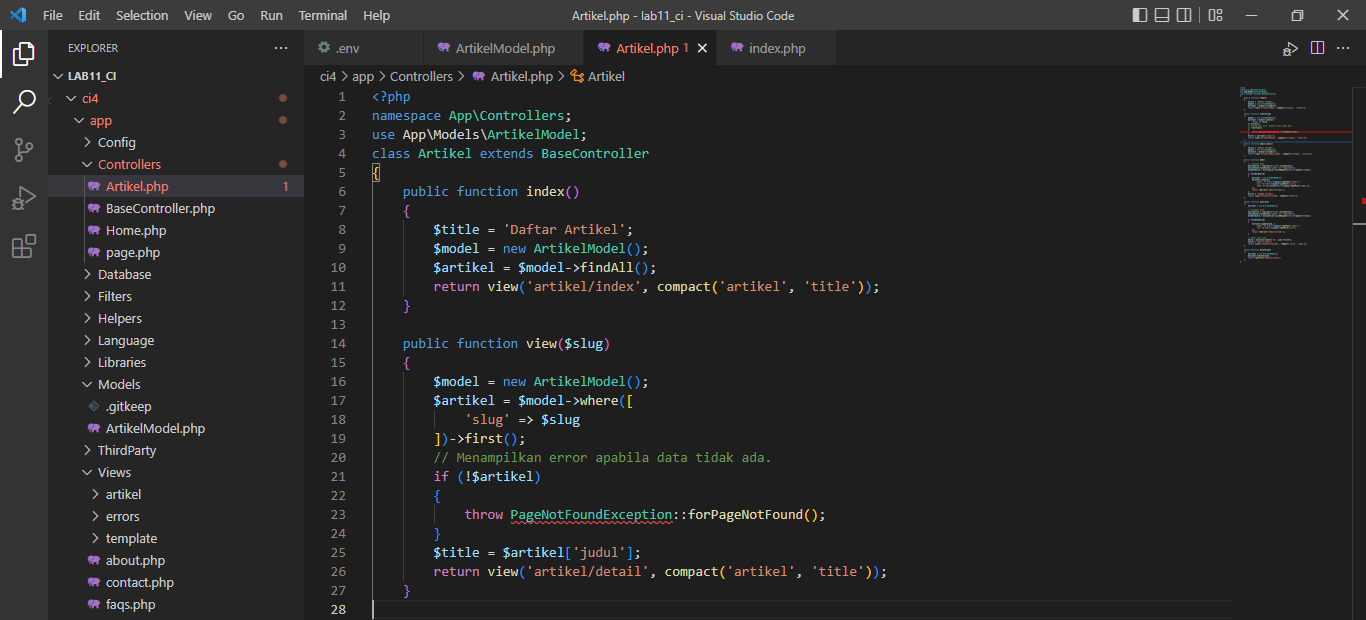 File Edit Selection View Go Run Terminal Help
Artikel.php - lab11_ci - Visual Studio Code
EXPLORER
LAB11_CI
ci4
app
Config
Controllers
Artikel.php 1
BaseController.php
Home.php
page.php
Database
Filters
Helpers
Language
Libraries
Models
.gitkeep
ArtikelModel.php
ThirdParty
Views
artikel
errors
template
about.php
contact.php
faqs.php
.env ArtikelModel.php Artikel.php 1 index.php
ci4 > app > Controllers > Artikel.php > Artikel
1 <?php
2 namespace App\Controllers;
3 use App\Models\ArtikelModel;
4 class Artikel extends BaseController
5 {
6 public function index()
7 {
8 $title = 'Daftar Artikel';
9 $model = new ArtikelModel();
10 $artikel = $model->findAll();
11 return view('artikel/index', compact('artikel', 'title'));
12 }
13
14 public function view($slug)
15 {
16 $model = new ArtikelModel();
17 $artikel = $model->where([
18 'slug' => $slug
19 ])->first();
20 // Menampilkan error apabila data tidak ada.
21 if (!$artikel)
22 {
23 throw PageNotFoundException::forPageNotFound();
24 }
25 $title = $artikel['judul'];
26 return view('artikel/detail', compact('artikel', 'title'));
27 }
28